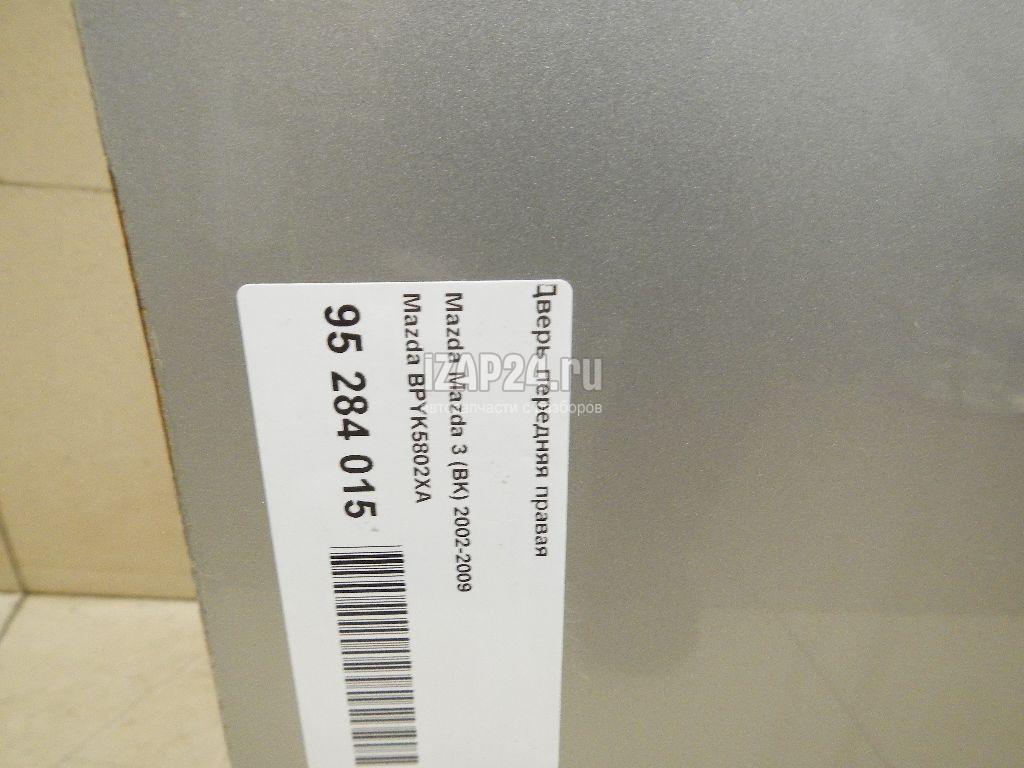 Дверь передняя правая
Mazda Mazda 3 (BK) 2002-2009
Mazda BPYK5802XA
95 284 015
iZAP24.ru
автозапчасти с разборов